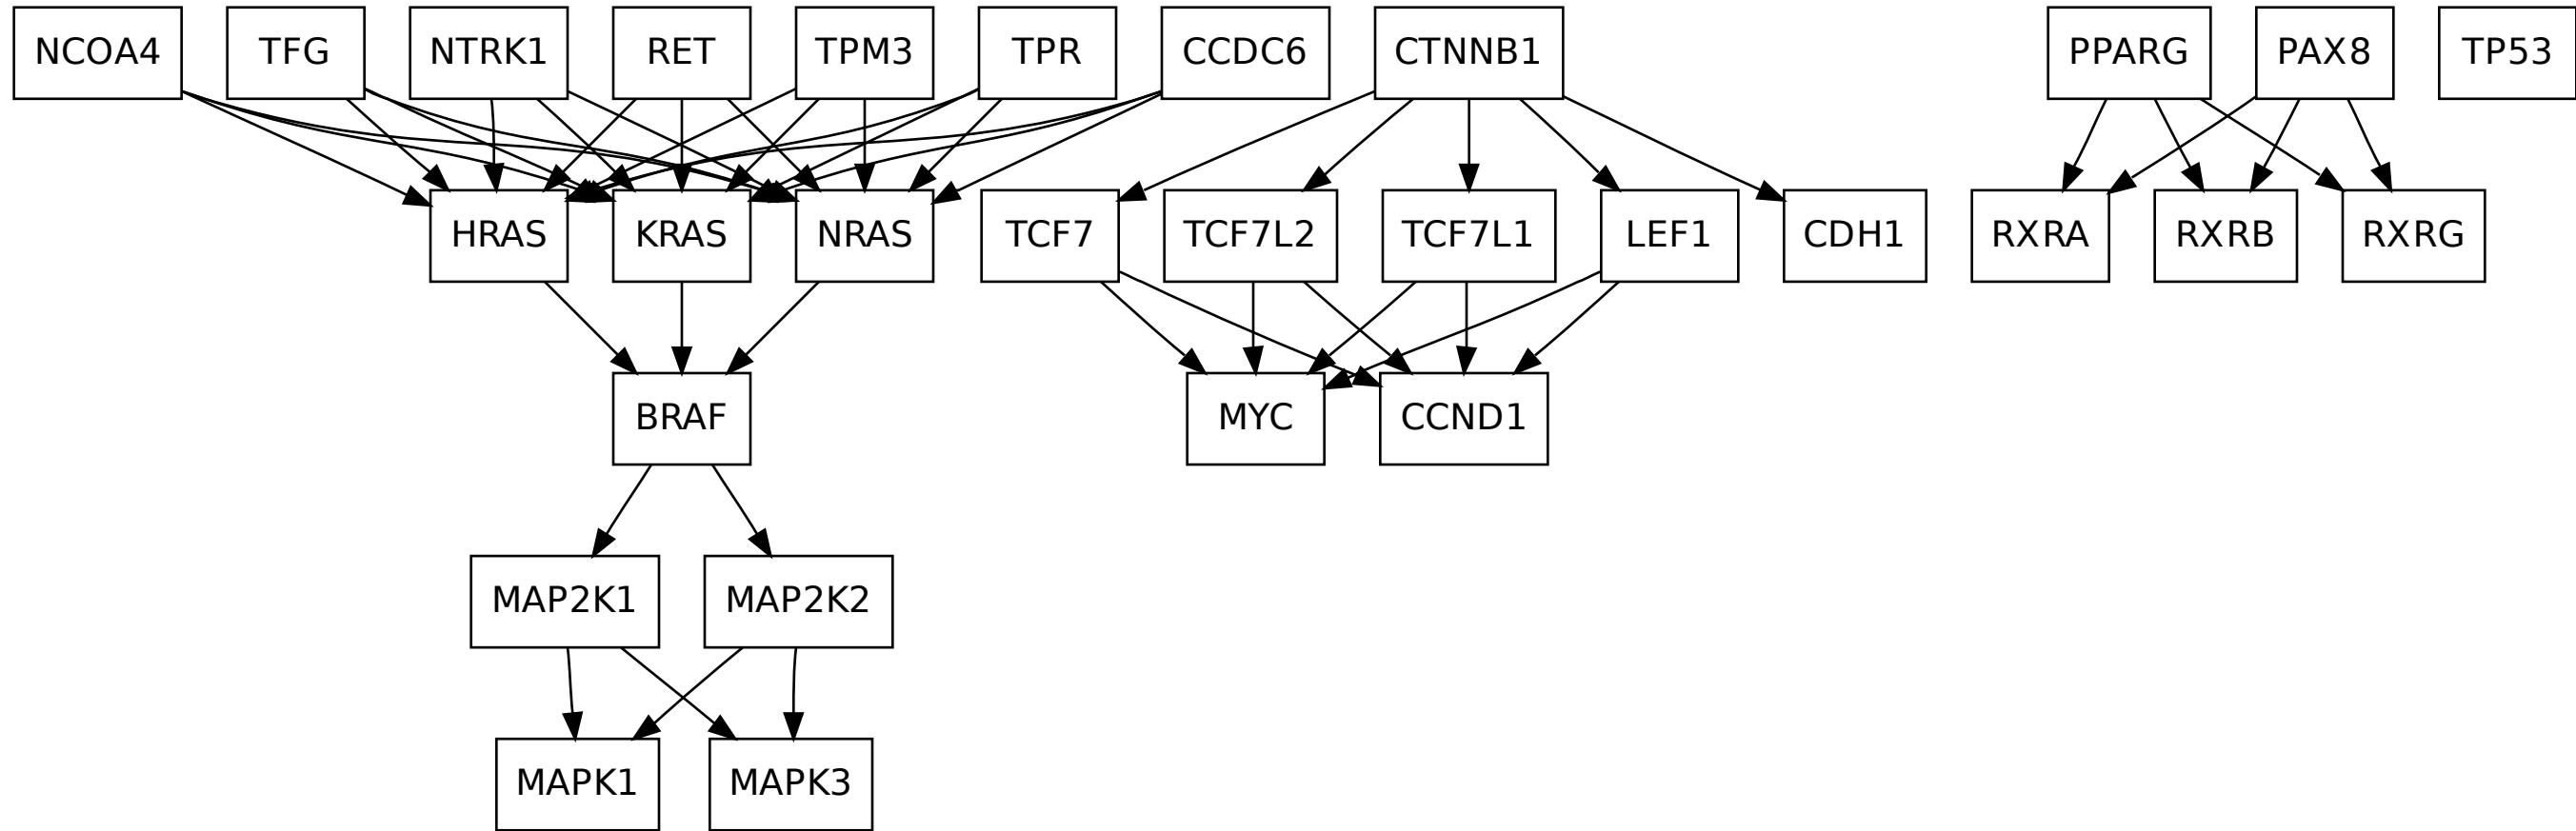 NCOA4 TFG NTRK1 RET TPM3 TPR CCDC6 CTNNB1 PPARG PAX8 TP53
HRAS KRAS NRAS TCF7 TCF7L2 TCF7L1 LEF1 CDH1 RXRA RXRB RXRG
BRAF MYC CCND1
MAP2K1 MAP2K2
MAPK1 MAPK3